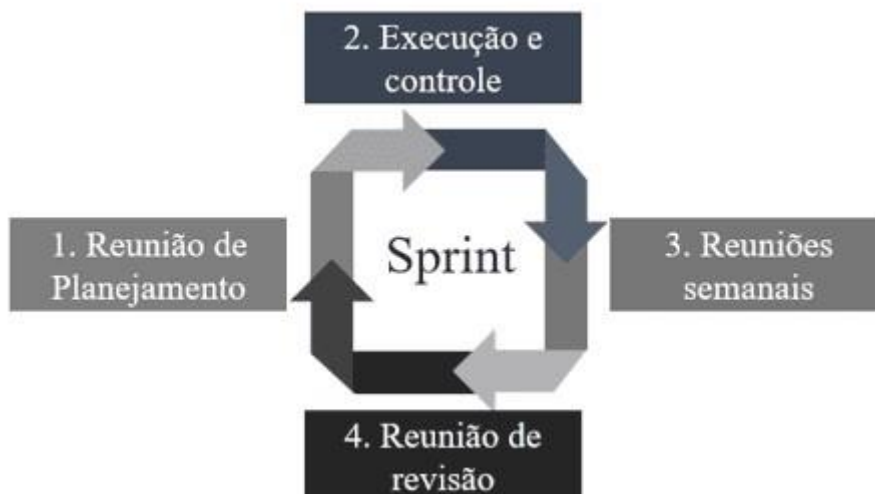 2. Execução e
controle
1. Reunião de
Planejamento
Sprint
3. Reuniões
semanais
4. Reunião de
revisão